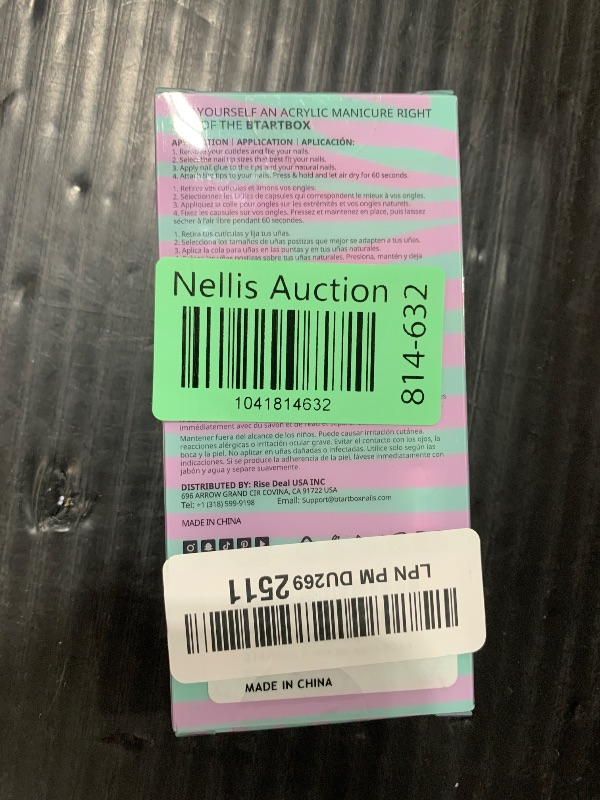 YOURSELF AN ACRYLIC MANICURE RIGHT
OF THE BTARTBOX
APPLICATION | APPLICATION | APLICACIÓN:
1. Remove your cuticles and file your nails.
2. Select the nail tip sizes that best fit your nails.
3. Apply nail glue to the tips and your natural nails.
4. Attach the tips to your nails. Press & hold and let air dry for 60 seconds.
1. Retirez vos cuticules et limons vos ongles.
2. Sélectionnez les tailles de capsules qui correspondent le mieux à vos ongles.
3. Appliquez la colle pour ongles sur les extrémités et vos ongles naturels.
4. Fixez les capsules sur vos ongles. Pressez et maintenez en place, puis laissez
sécher à l'air libre pendant 60 secondes.
1. Retira tus cutículas y lija tus uñas.
2. Selecciona los tamaños de uñas postizas que mejor se adapten a tus uñas.
3. Aplica la cola para uñas en las puntas y en tus uñas naturales.
uñas postizas sobre tus uñas naturales. Presiona, mantén y deja
Nellis Auction
814-632
1041814632
immédiatement avec du savon et de l'eau et
Mantener fuera del alcance de los niños. Puede causar irritación cutánea,
reacciones alérgicas o irritación ocular grave. Evitar el contacto con los ojos, la
boca y la piel. No aplicar en uñas dañadas o infectadas. Utilice solo según las
indicaciones. Si se produce la adherencia de la piel, lávese inmediatamente con
jabón y agua y separe suavemente.
DISTRIBUTED BY: Rise Deal USA INC
696 ARROW GRAND CIR COVINA, CA 91722 USA
Tel: +1 (318) 599-9198 Email: Support@btartboxnails.com
MADE IN CHINA
LPN PM DU269 2511
MADE IN CHINA